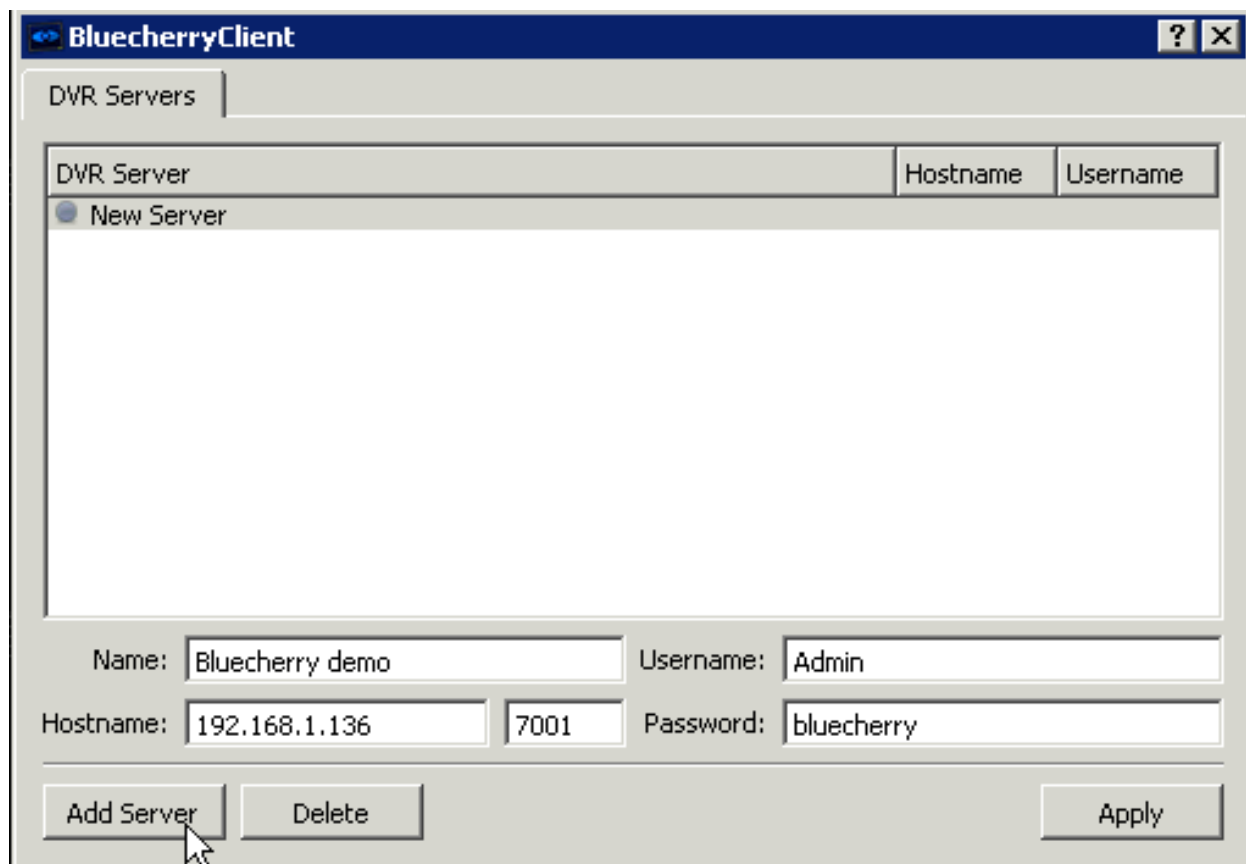 BluecherryClient
DVR Servers
DVR Server Hostname Username
New Server
Name: Bluecherry demo Username: Admin
Hostname: 192.168.1.136 7001 Password: bluecherry
Add Server Delete Apply